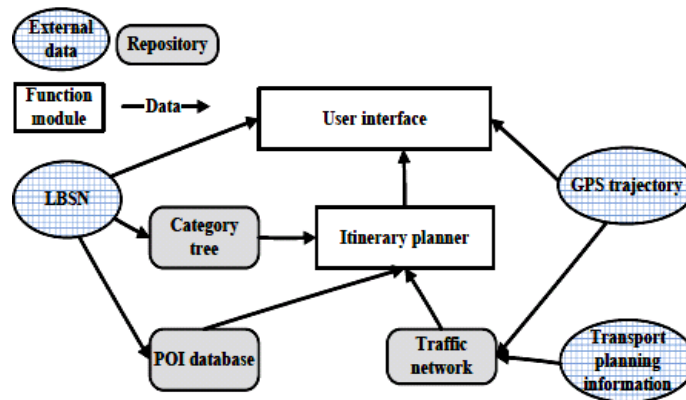 External
data
Repository
Function
module
Data
User interface
LBSN
GPS trajectory
Category
tree
Itinerary planner
POI database
Traffic
network
Transport
planning
information